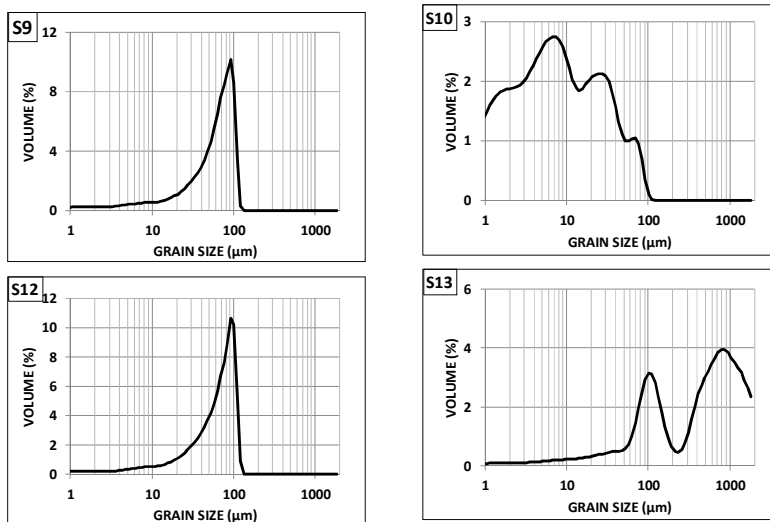 S9
12
8
4
0
VOLUME (%)
1 10 100 1000
GRAIN SIZE (µm)
S10
3
2
1
0
VOLUME (%)
1 10 100 1000
GRAIN SIZE (µm)
S12
12
10
8
6
4
2
0
VOLUME (%)
1 10 100 1000
GRAIN SIZE (µm)
S13
6
4
2
0
VOLUME (%)
1 10 100 1000
GRAIN SIZE (µm)